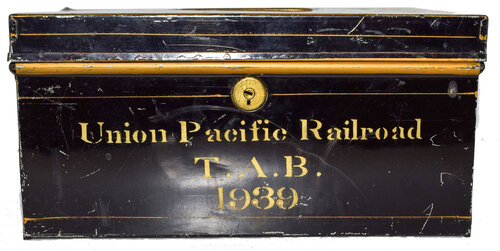 Union Pacific Railroad
T.A.B.
1939